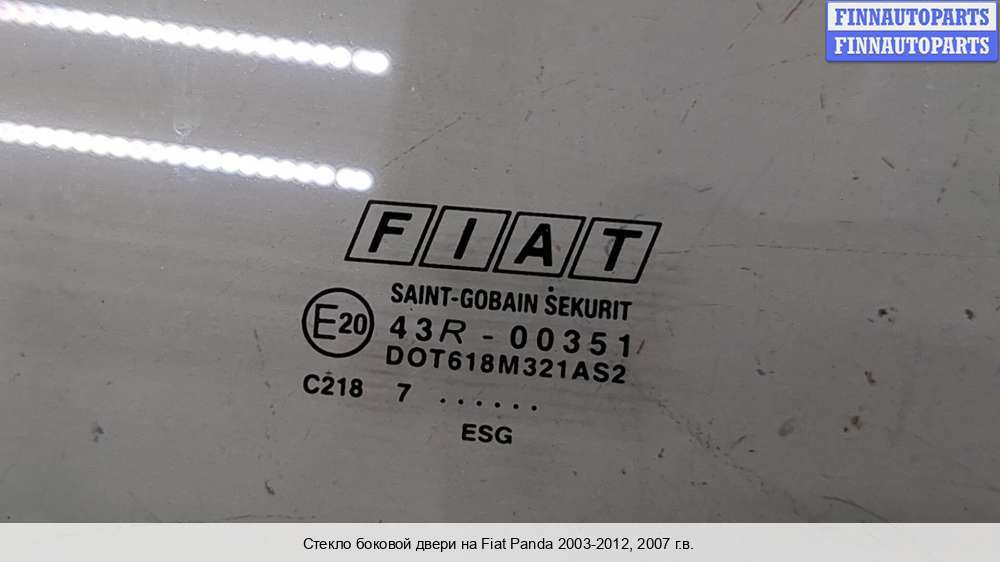 FINNAUTOPARTS
FINNAUTOPARTS
FIAT
SAINT-GOBAIN SEKURIT
E20
43R - 00351
DOT618M321AS2
C218 7 ......
ESG
Стекло боковой двери на Fiat Panda 2003-2012, 2007 г.в.